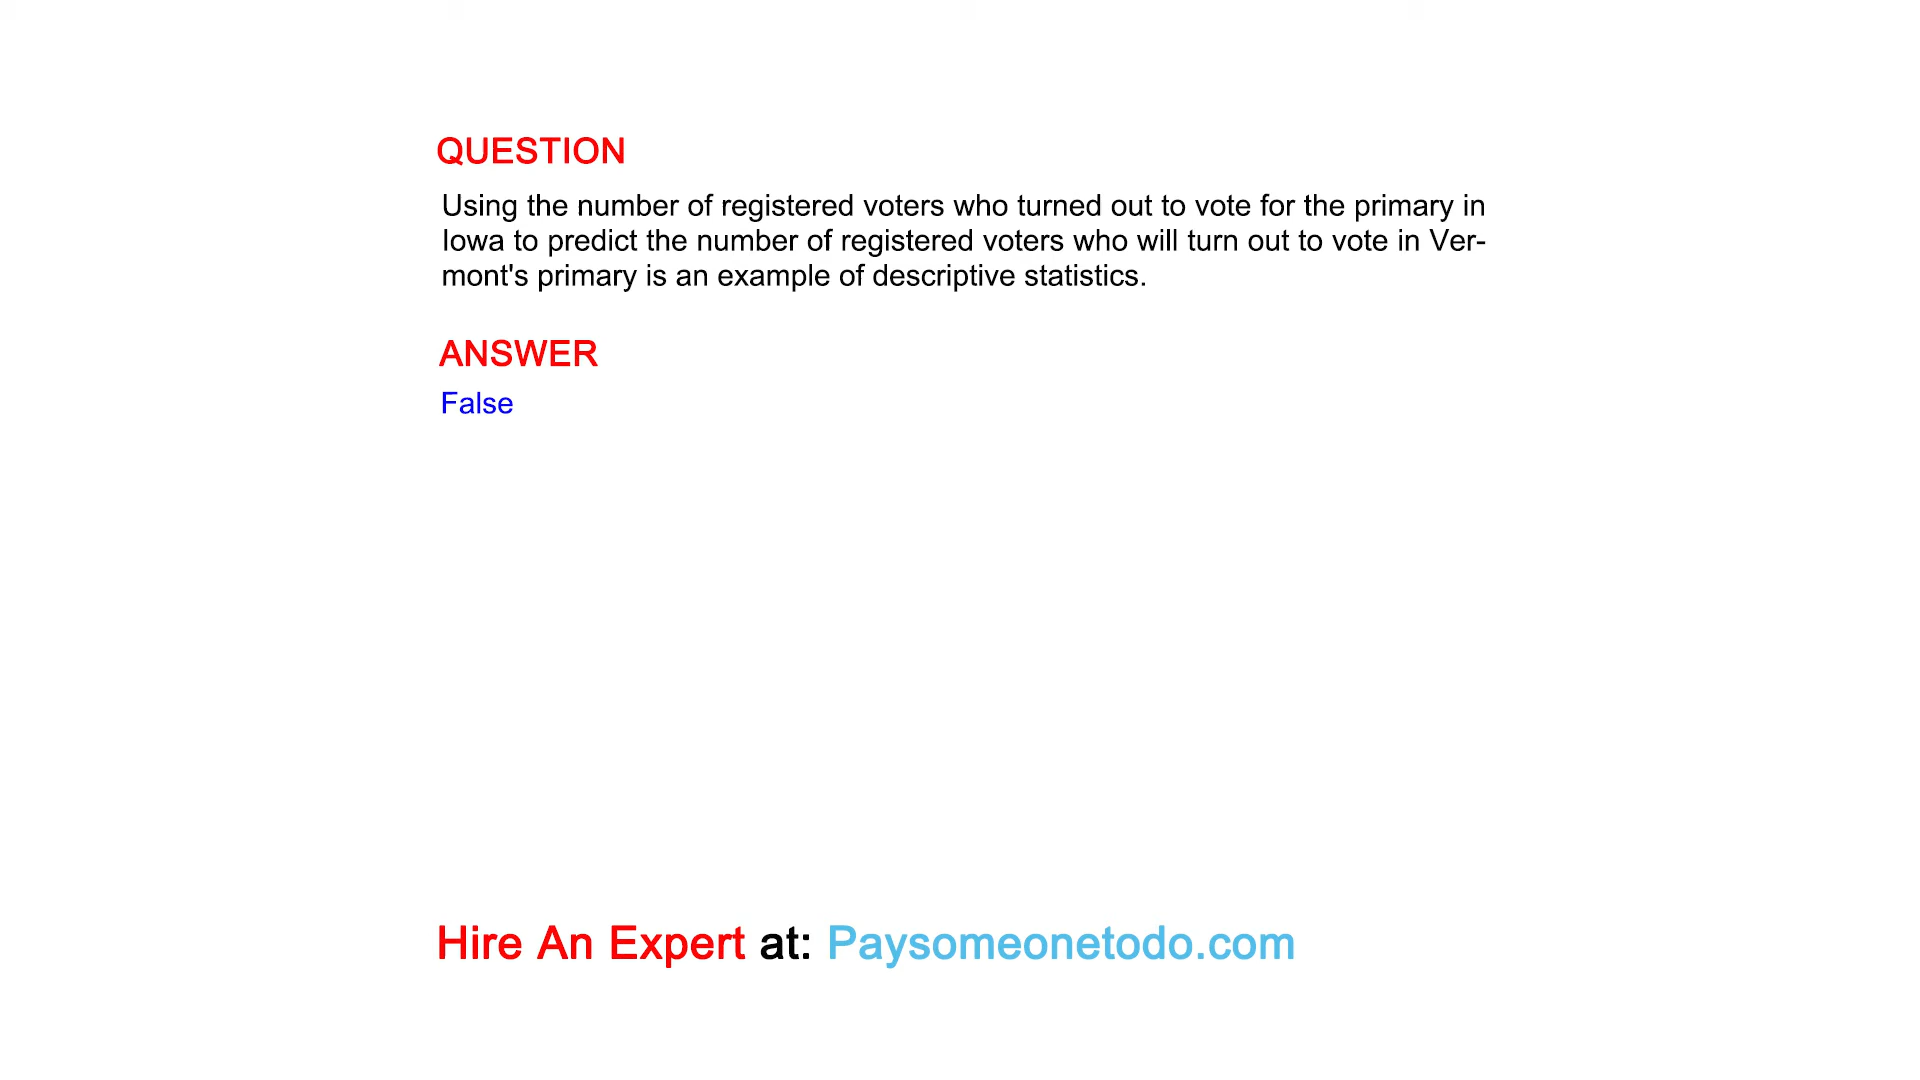 QUESTION
Using the number of registered voters who turned out to vote for the primary in
Iowa to predict the number of registered voters who will turn out to vote in Ver-
mont's primary is an example of descriptive statistics.
ANSWER
False
Hire An Expert at: Paysomeonetodo.com